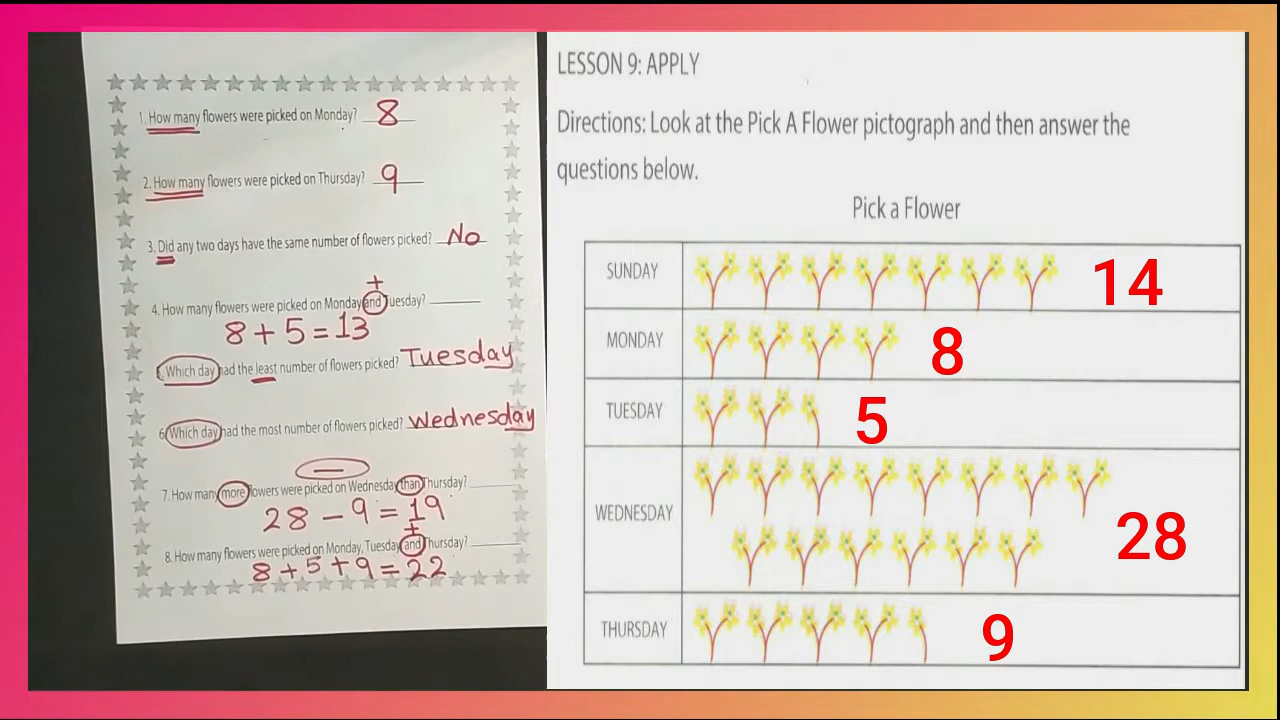 1. How many flowers were picked on Monday? 8
2. How many flowers were picked on Thursday? 9
3. Did any two days have the same number of flowers picked? No
+
4. How many flowers were picked on Monday and Tuesday?
8 + 5 = 13
5. Which day had the least number of flowers picked? Tuesday
6. Which day had the most number of flowers picked? Wednesday
−
7. How many more flowers were picked on Wednesday than Thursday?
28 − 9 = 19
+
8. How many flowers were picked on Monday, Tuesday and Thursday?
8 + 5 + 9 = 22
LESSON 9: APPLY
Directions: Look at the Pick A Flower pictograph and then answer the
questions below.
Pick a Flower
SUNDAY 14
MONDAY 8
TUESDAY 5
WEDNESDAY 28
THURSDAY 9